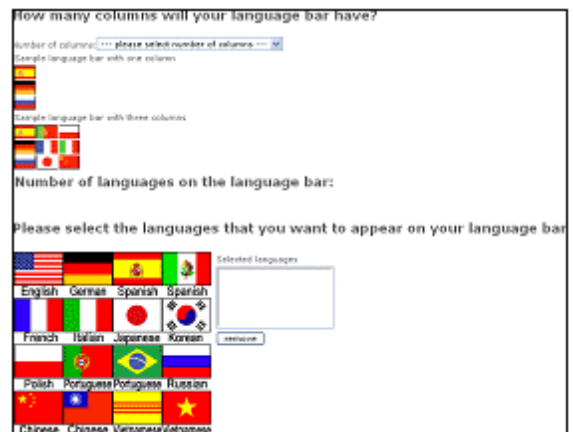 How many columns will your language bar have?
Number of columns: --- please select number of columns ---
Sample language bar with one column
Sample language bar with three columns
Number of languages on the language bar:
Please select the languages that you want to appear on your language bar
Selected languages
English German Spanish Spanish
French Italian Japanese Korean
remove
Polish Portuguese Portuguese Russian
Chinese Chinese Vietnamese Vietnamese